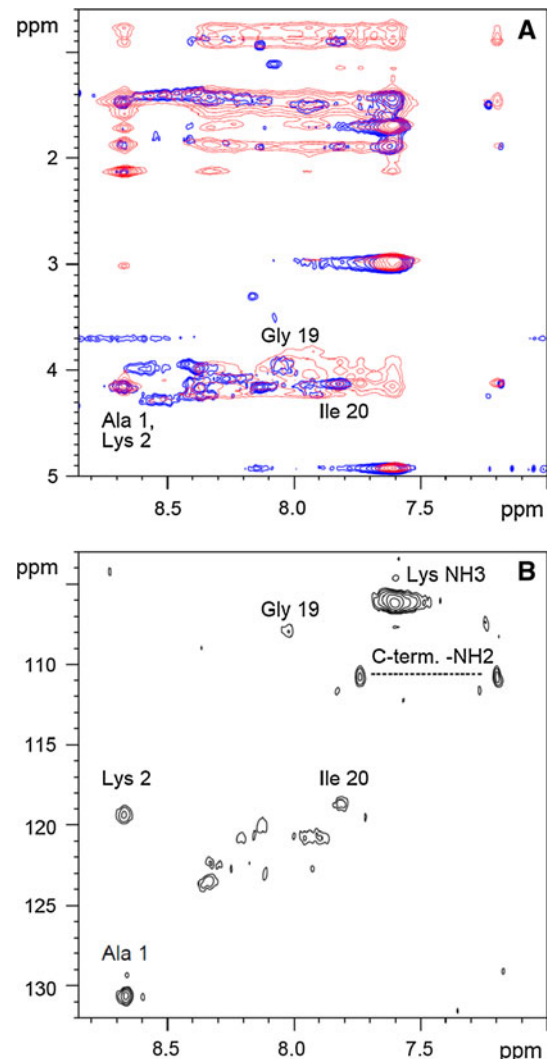 ppm
A
2
3
Gly 19
4
Ala 1,
Lys 2
Ile 20
5
8.5
8.0
7.5
ppm
ppm
B
Lys NH3
Gly 19
110
C-term. -NH2
115
Lys 2
Ile 20
120
125
Ala 1
130
8.5
8.0
7.5
ppm